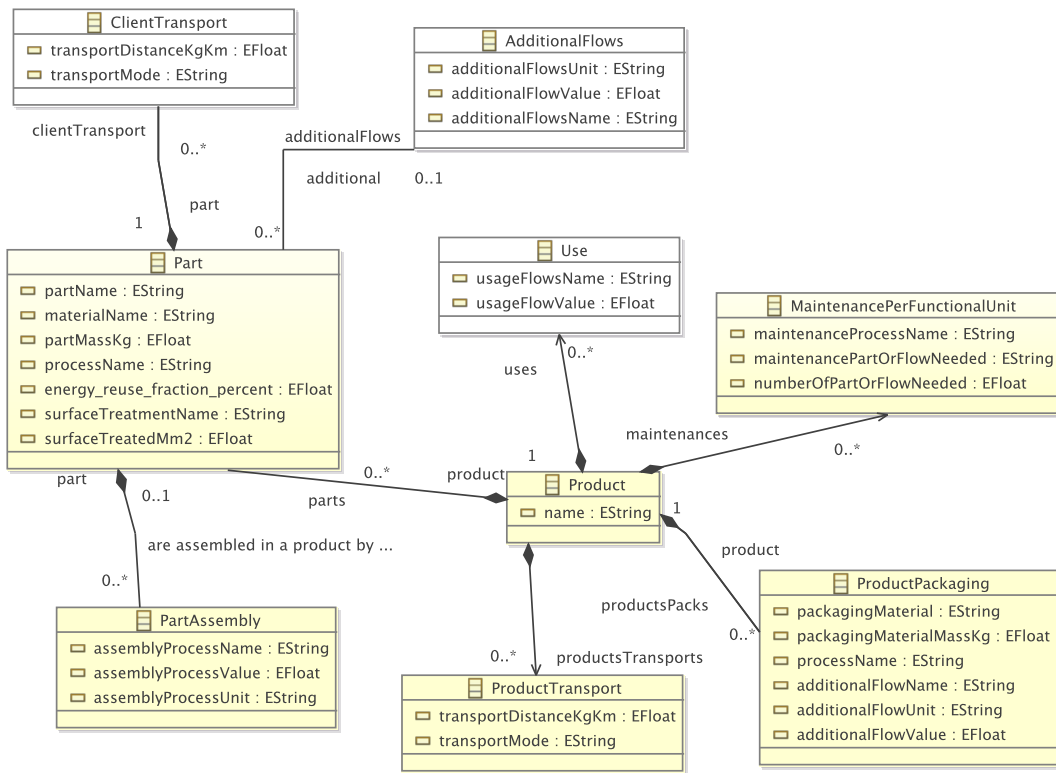 ClientTransport
transportDistanceKgKm : EFloat
transportMode : EString
AdditionalFlows
additionalFlowsUnit : EString
additionalFlowValue : EFloat
additionalFlowsName : EString
clientTransport
0..*
additionalFlows
additional
0..1
part
1
0..*
Part
partName : EString
materialName : EString
partMassKg : EFloat
processName : EString
energy_reuse_fraction_percent : EFloat
surfaceTreatmentName : EString
surfaceTreatedMm2 : EFloat
Use
usageFlowsName : EString
usageFlowValue : EFloat
MaintenancePerFunctionalUnit
maintenanceProcessName : EString
maintenancePartOrFlowNeeded : EString
numberOfPartOrFlowNeeded : EFloat
0..*
uses
maintenances
0..*
1
part
0..1
0..*
parts
product
Product
name : EString
1
product
are assembled in a product by ...
0..*
productsPacks
0..*
ProductPackaging
packagingMaterial : EString
packagingMaterialMassKg : EFloat
processName : EString
additionalFlowName : EString
additionalFlowUnit : EString
additionalFlowValue : EFloat
PartAssembly
assemblyProcessName : EString
assemblyProcessValue : EFloat
assemblyProcessUnit : EString
0..*
productsTransports
ProductTransport
transportDistanceKgKm : EFloat
transportMode : EString